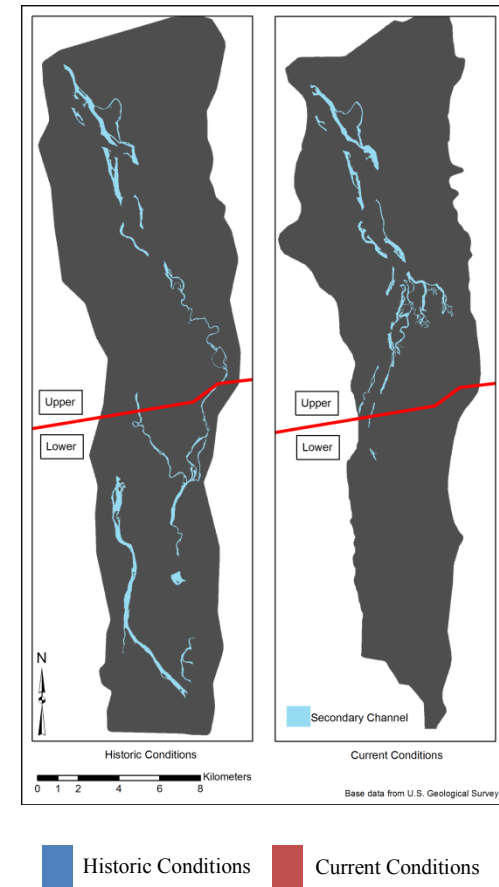 Upper
Lower
Upper
Lower
N
Secondary Channel
Historic Conditions
Current Conditions
Kilometers
0 1 2 4 6 8
Base data from U.S. Geological Survey
Historic Conditions Current Conditions